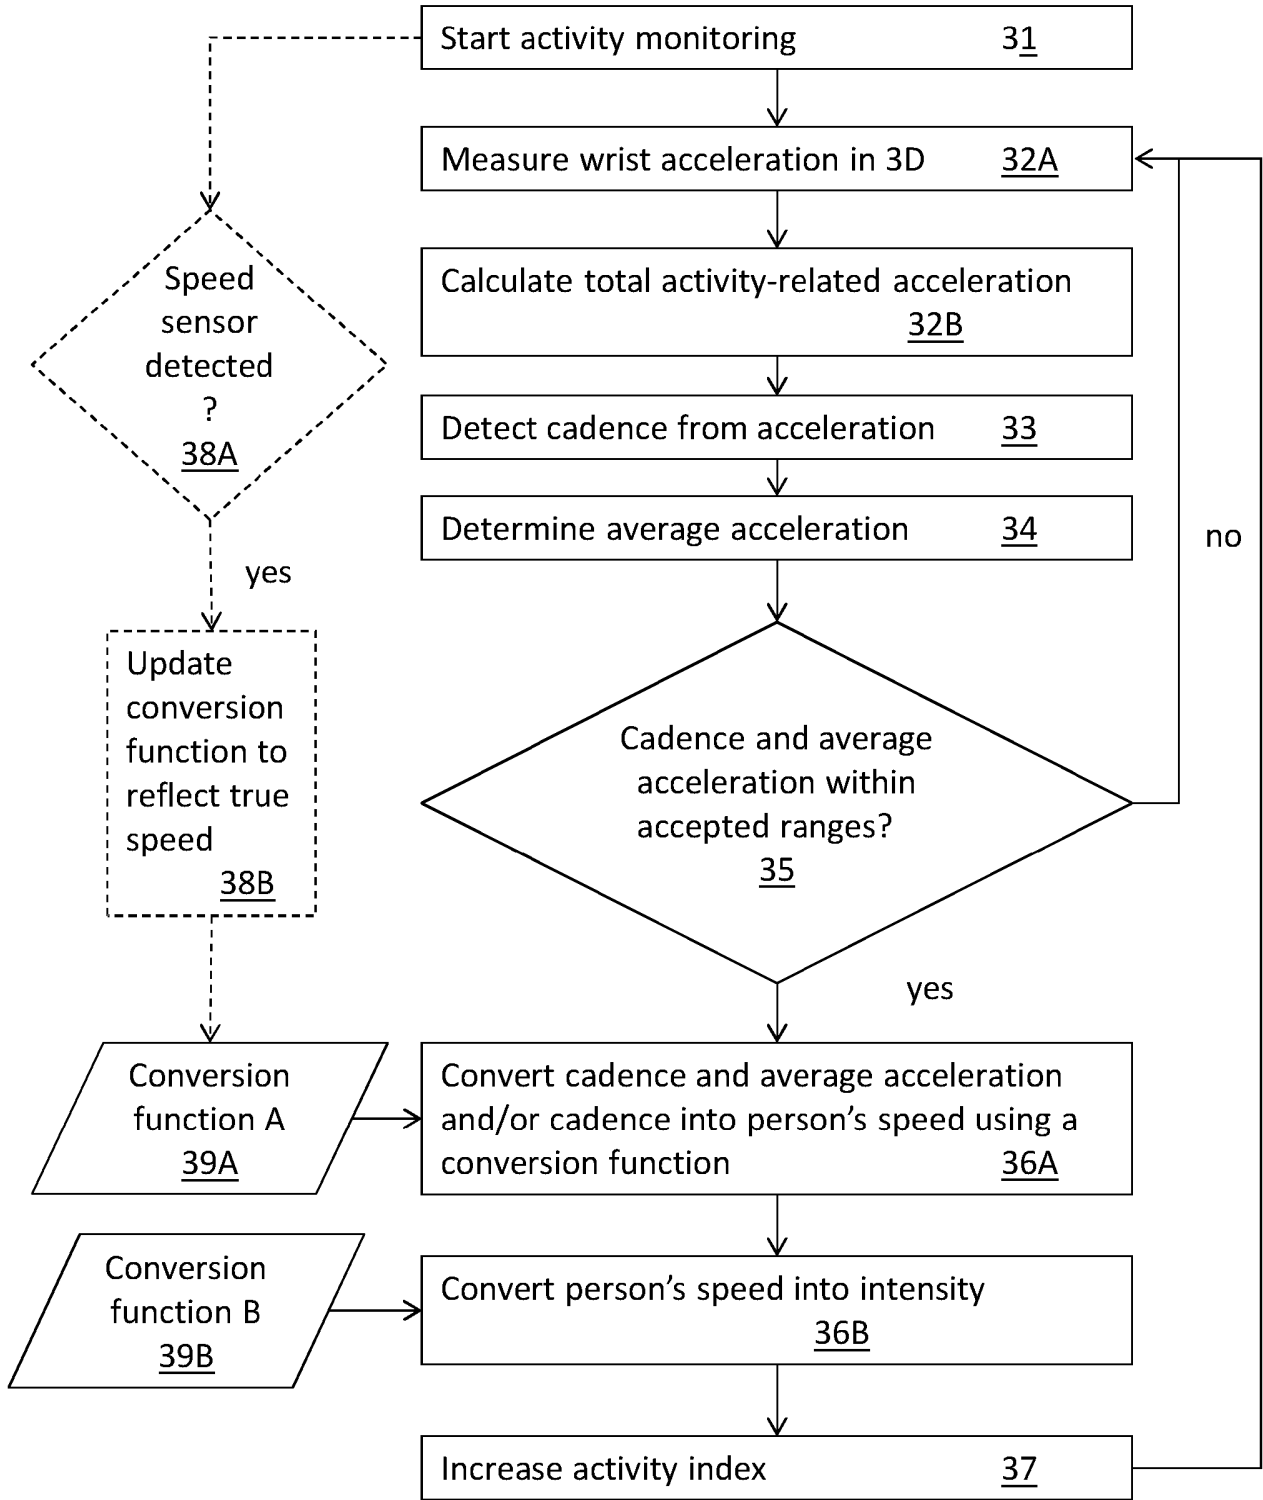 Start activity monitoring 31
Measure wrist acceleration in 3D 32A
Calculate total activity-related acceleration
32B
Detect cadence from acceleration 33
Determine average acceleration 34
Speed
sensor
detected
?
38A
yes
no
Update
conversion
function to
reflect true
speed
38B
Cadence and average
acceleration within
accepted ranges?
35
yes
Conversion
function A
39A
Convert cadence and average acceleration
and/or cadence into person’s speed using a
conversion function 36A
Conversion
function B
39B
Convert person’s speed into intensity
36B
Increase activity index 37